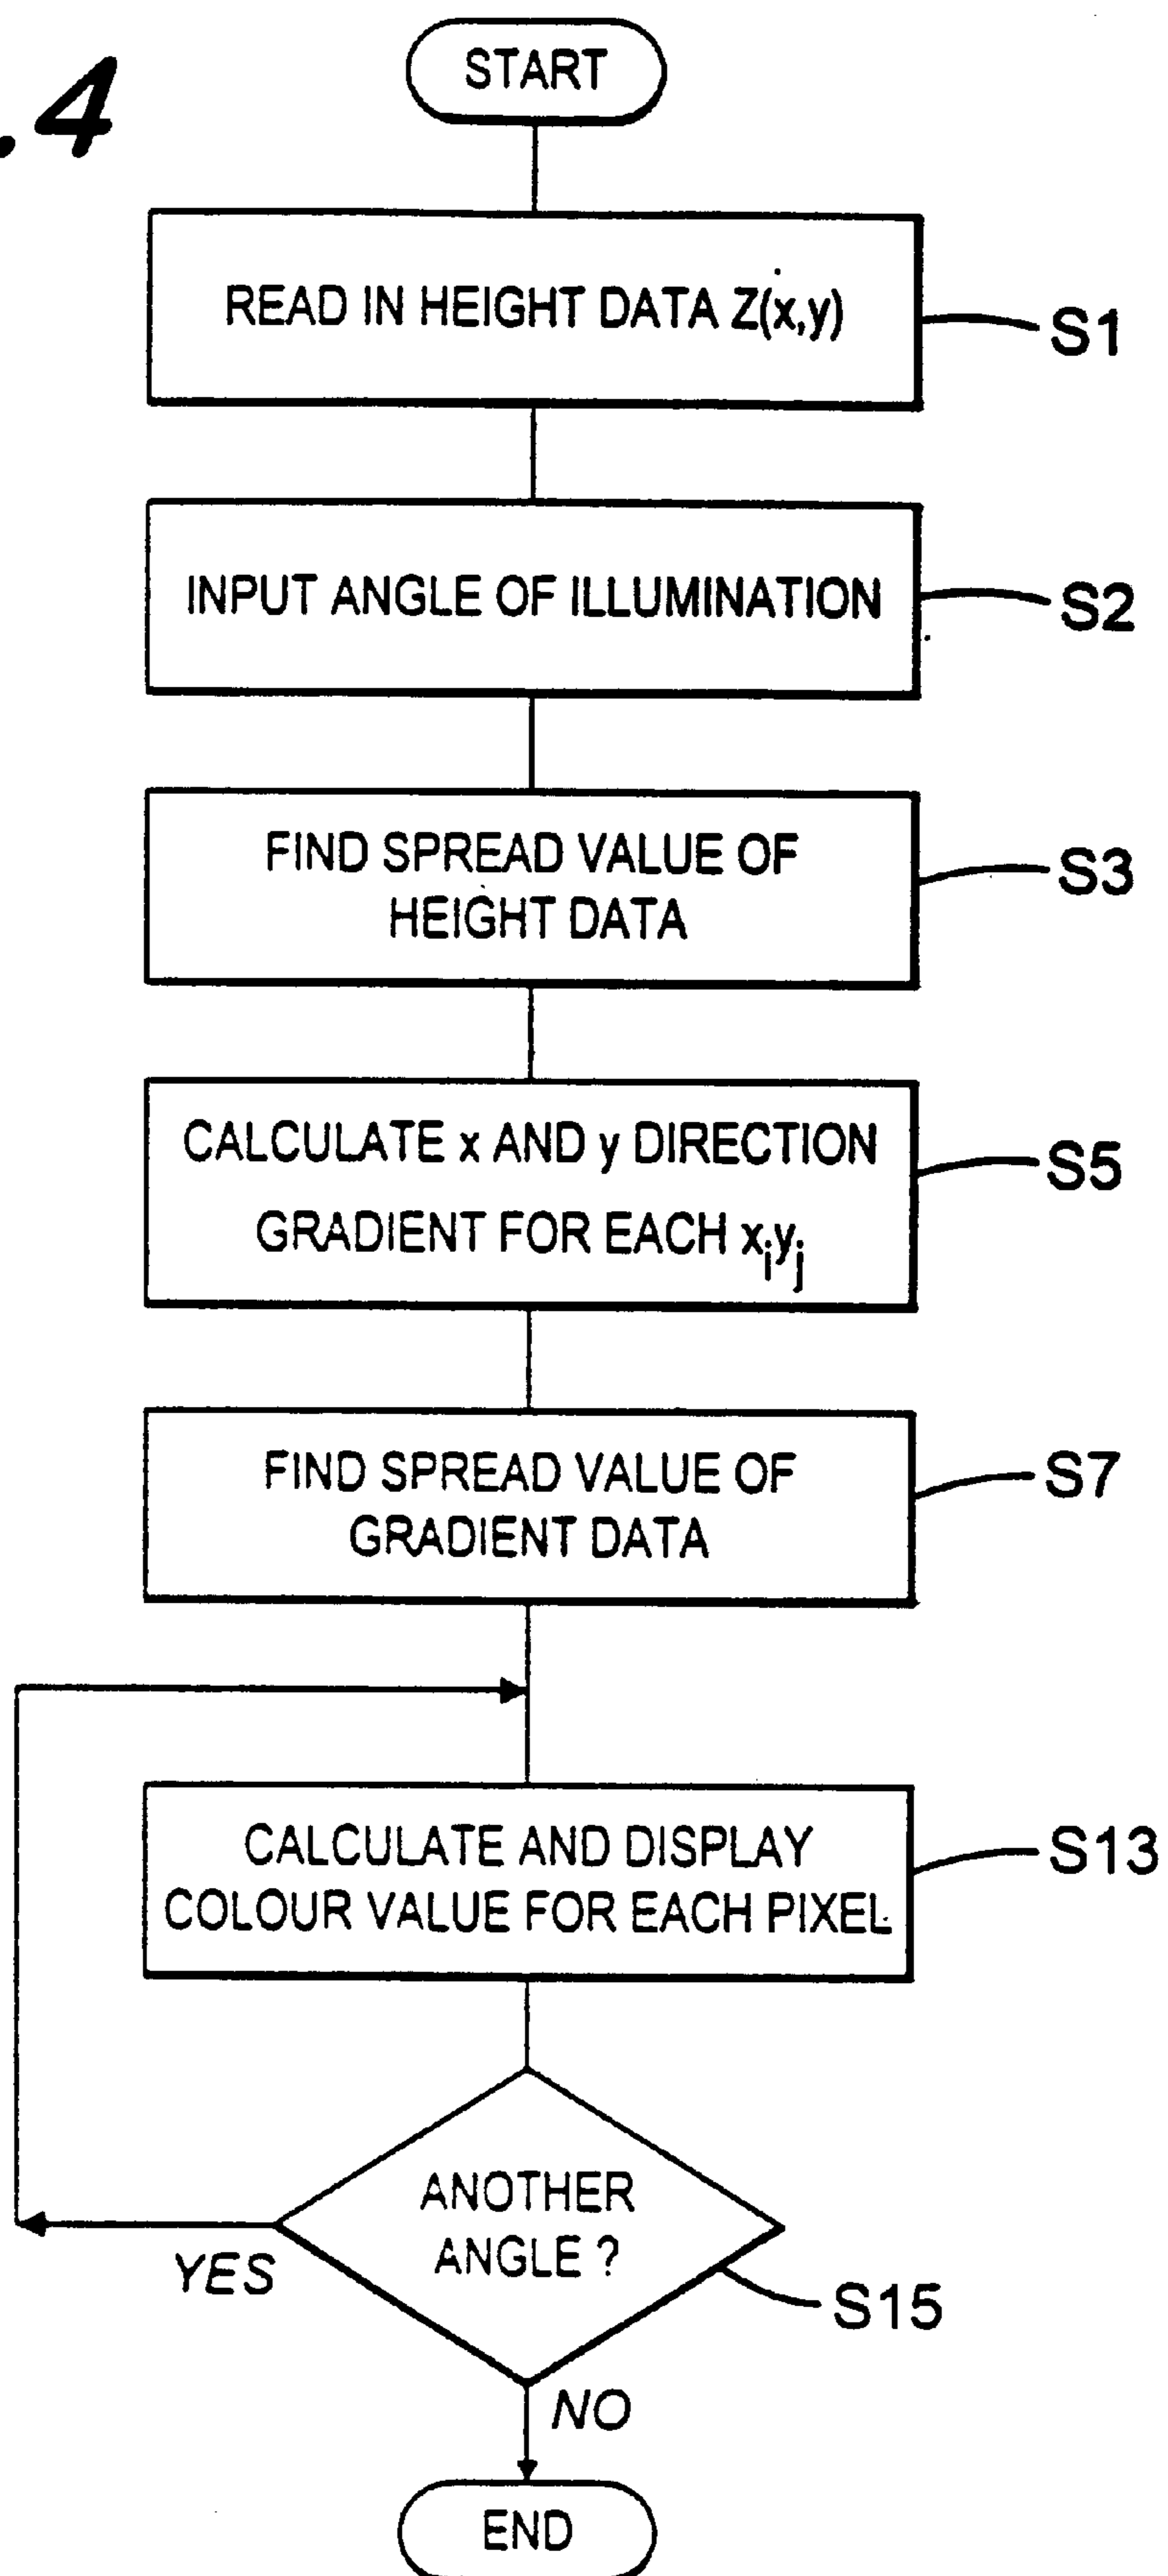 .4
START
READ IN HEIGHT DATA Z(x,y)
S1
INPUT ANGLE OF ILLUMINATION
S2
FIND SPREAD VALUE OF
HEIGHT DATA
S3
CALCULATE x AND y DIRECTION
GRADIENT FOR EACH xᵢyⱼ
S5
FIND SPREAD VALUE OF
GRADIENT DATA
S7
CALCULATE AND DISPLAY
COLOUR VALUE FOR EACH PIXEL
S13
ANOTHER
ANGLE ?
YES
S15
NO
END